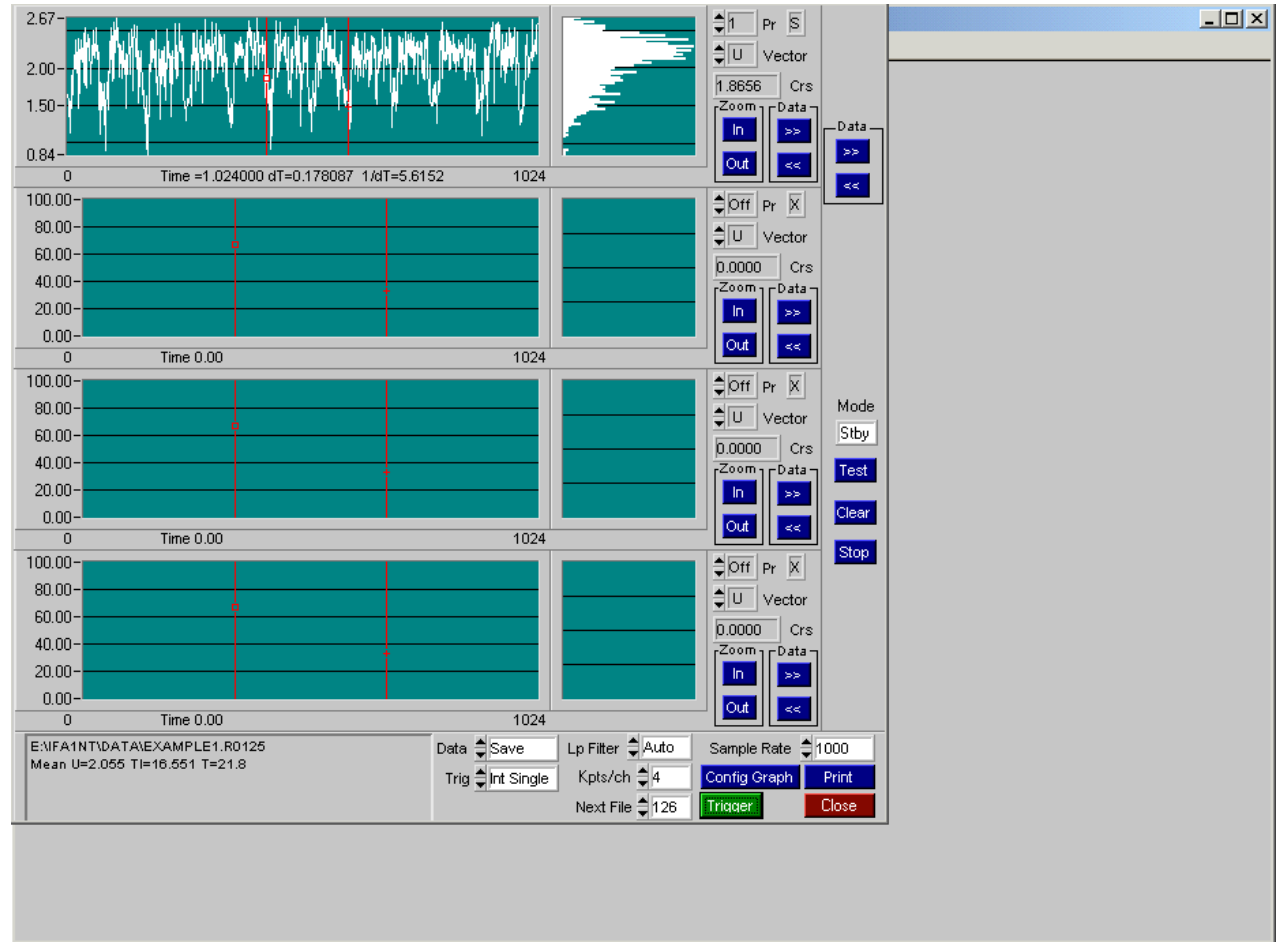 2.67
2.00
1.50
0.84
0 Time =1.024000 dT=0.178087 1/dT=5.6152 1024
1 Pr S
U Vector
1.8656 Crs
Zoom Data
In >>
Out <<
Data
>>
<<
100.00
80.00
60.00
40.00
20.00
0.00
0 Time 0.00 1024
Off Pr X
U Vector
0.0000 Crs
Zoom Data
In >>
Out <<
100.00
80.00
60.00
40.00
20.00
0.00
0 Time 0.00 1024
Off Pr X
U Vector
0.0000 Crs
Zoom Data
In >>
Out <<
Mode
Stby
Test
Clear
Stop
100.00
80.00
60.00
40.00
20.00
0.00
0 Time 0.00 1024
Off Pr X
U Vector
0.0000 Crs
Zoom Data
In >>
Out <<
E:\IFA1NT\DATA\EXAMPLE1.R0125
Mean U=2.055 TI=16.551 T=21.8
Data Save Lp Filter Auto Sample Rate 1000
Trig Int Single Kpts/ch 4 Config Graph Print
Next File 126 Trigger Close